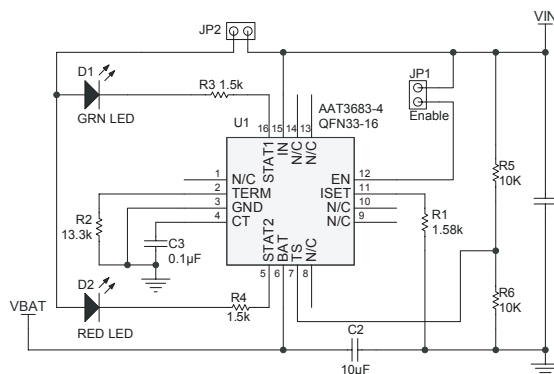 VIN
JP2
D1
GRN LED
R3 1.5k
JP1
Enable
AAT3683-4
QFN33-16
U1
16 15 14 13
STAT1
IN
N/C
N/C
1 N/C
2 TERM
3 GND
4 CT
EN 12
ISET 11
N/C 10
N/C 9
STAT2
BAT
TS
N/C
5 6 7 8
R2
13.3k
C3
0.1µF
R1
1.58k
R5
10K
R6
10K
D2
RED LED
R4
1.5k
VBAT
C2
10uF
GND